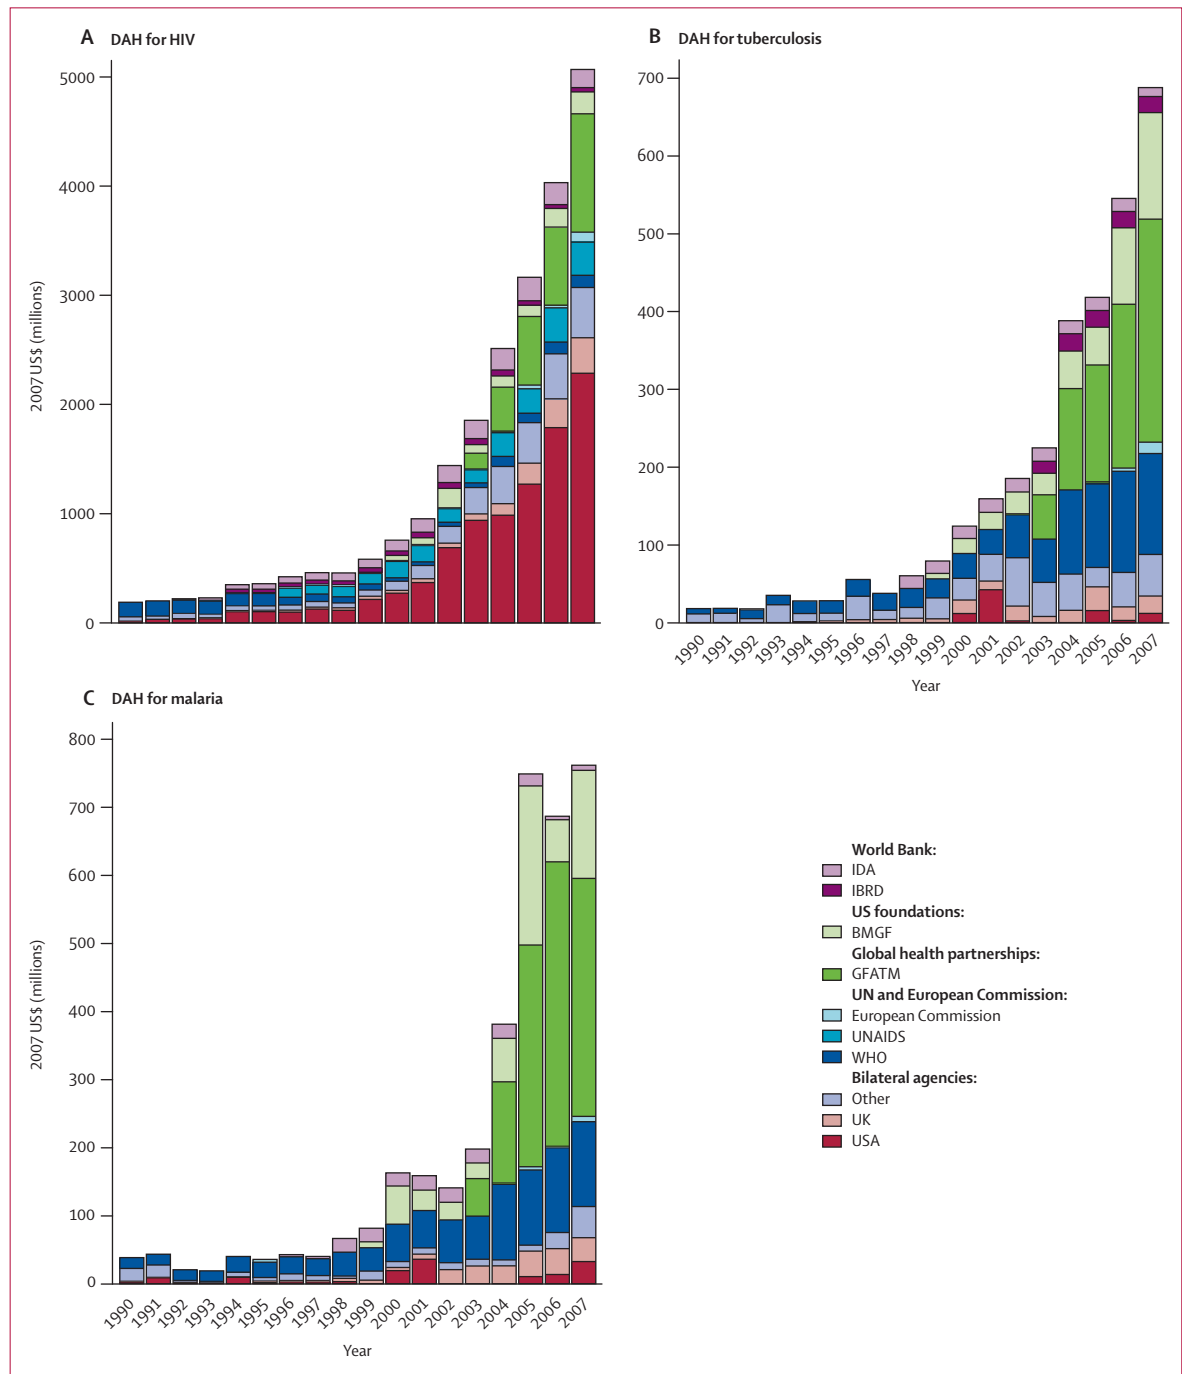 A DAH for HIV
5000
4000
3000
2000
1000
0
2007 US$ (millions)
B DAH for tuberculosis
700
600
500
400
300
200
100
0
1990 1991 1992 1993 1994 1995 1996 1997 1998 1999 2000 2001 2002 2003 2004 2005 2006 2007
Year
C DAH for malaria
800
700
600
500
400
300
200
100
0
2007 US$ (millions)
1990 1991 1992 1993 1994 1995 1996 1997 1998 1999 2000 2001 2002 2003 2004 2005 2006 2007
Year
World Bank:
IDA
IBRD
US foundations:
BMGF
Global health partnerships:
GFATM
UN and European Commission:
European Commission
UNAIDS
WHO
Bilateral agencies:
Other
UK
USA